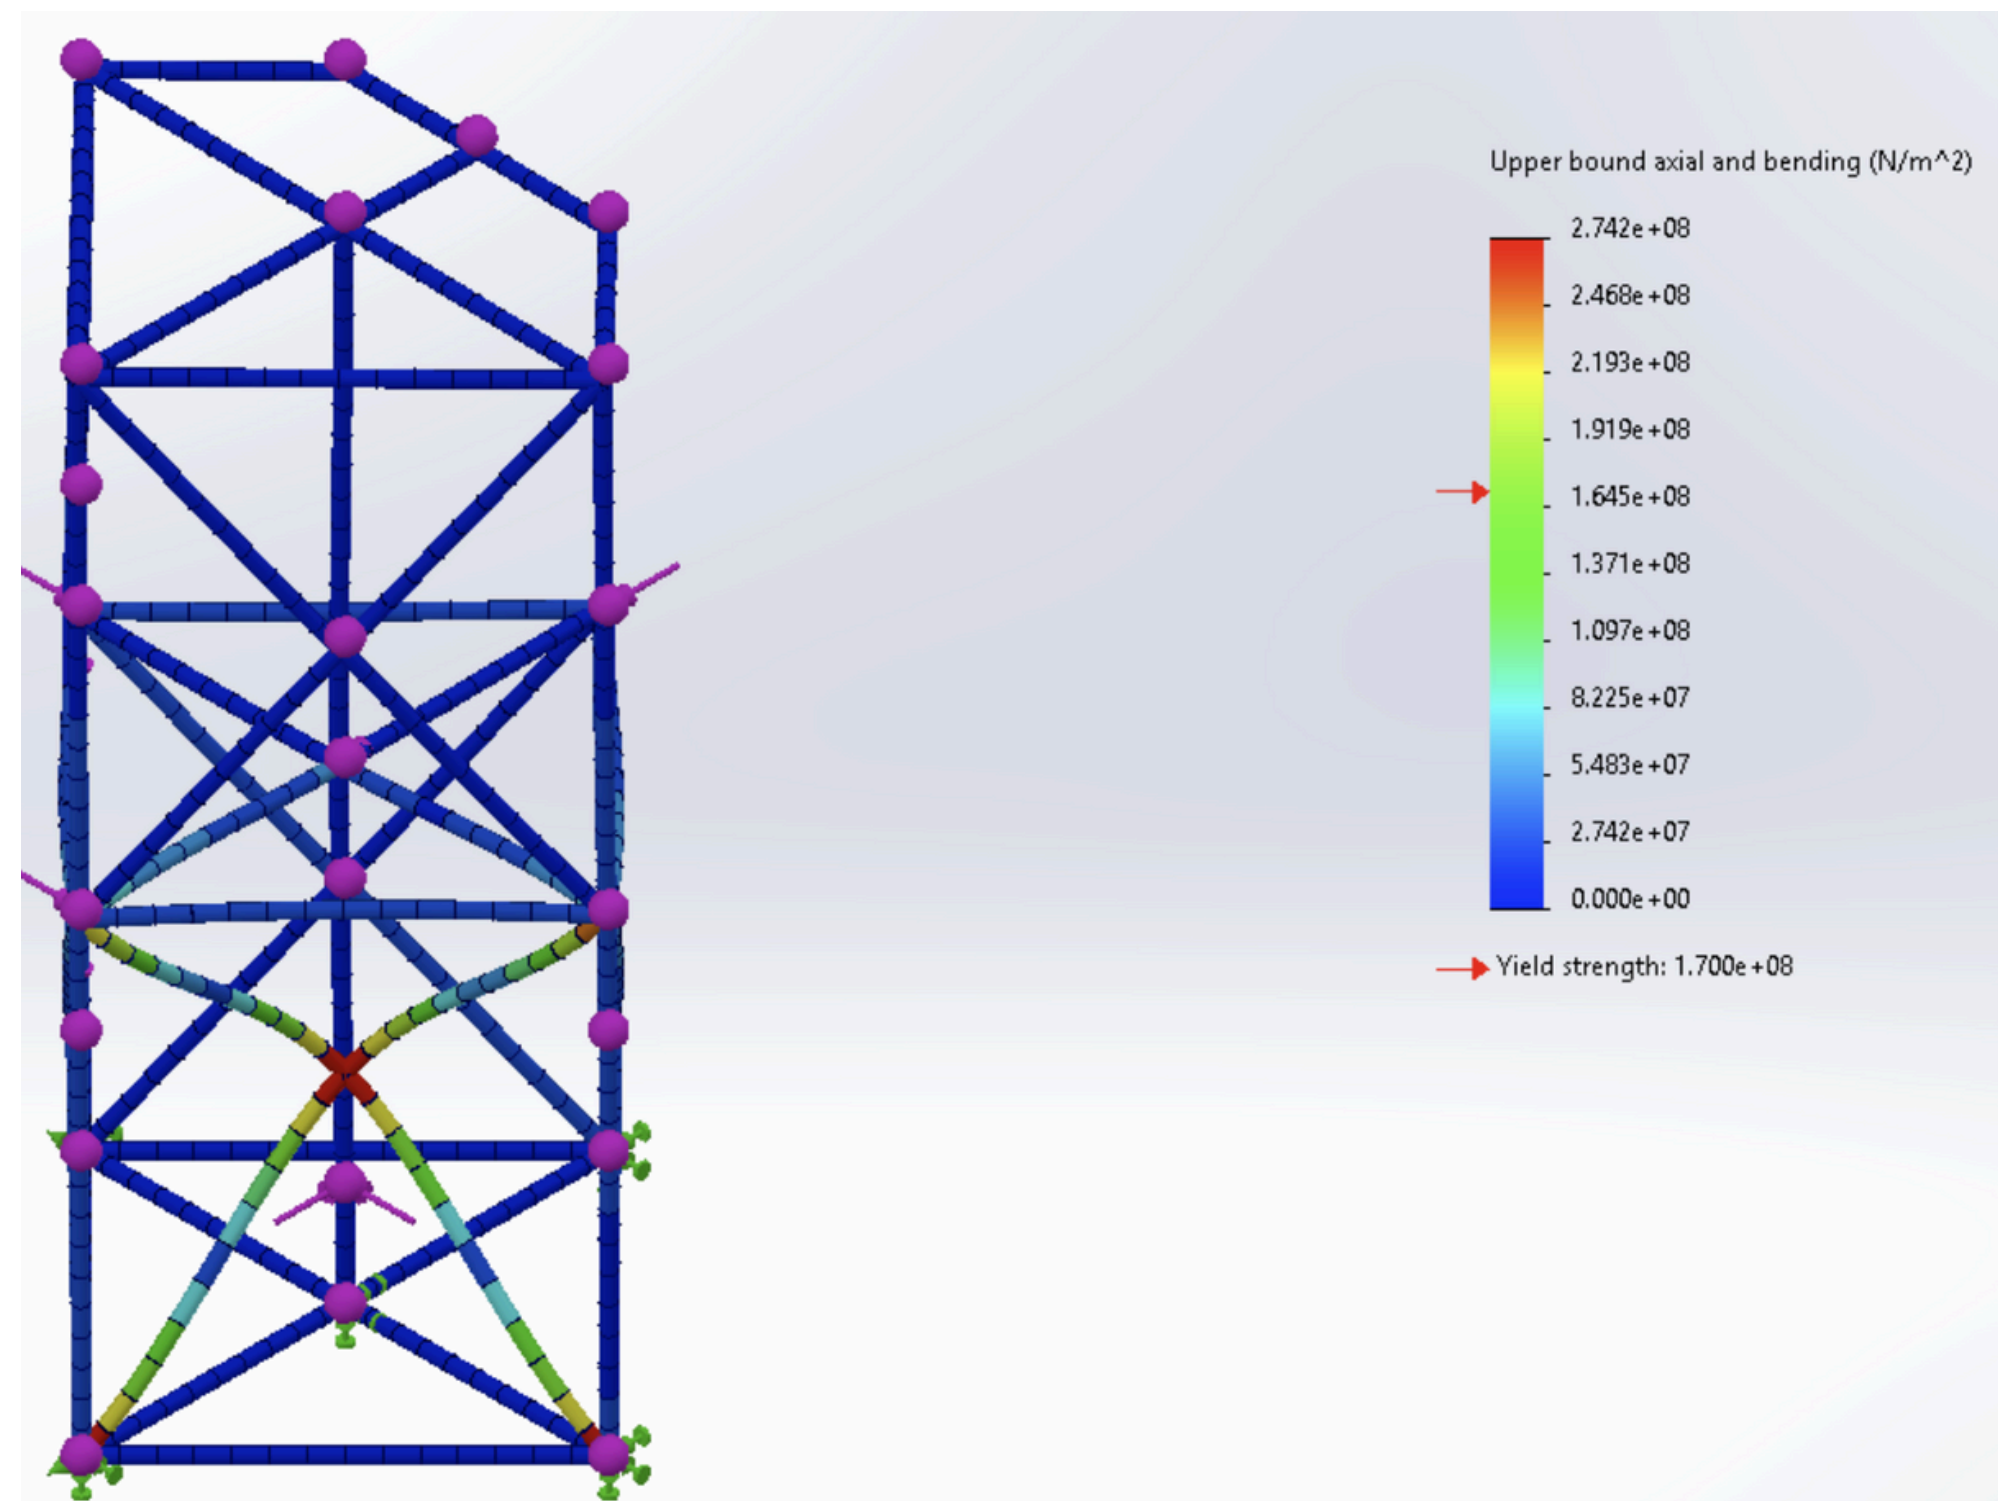 Upper bound axial and bending (N/m^2)
2.742e+08
2.468e+08
2.193e+08
1.919e+08
1.645e+08
1.371e+08
1.097e+08
8.225e+07
5.483e+07
2.742e+07
0.000e+00
Yield strength: 1.700e+08